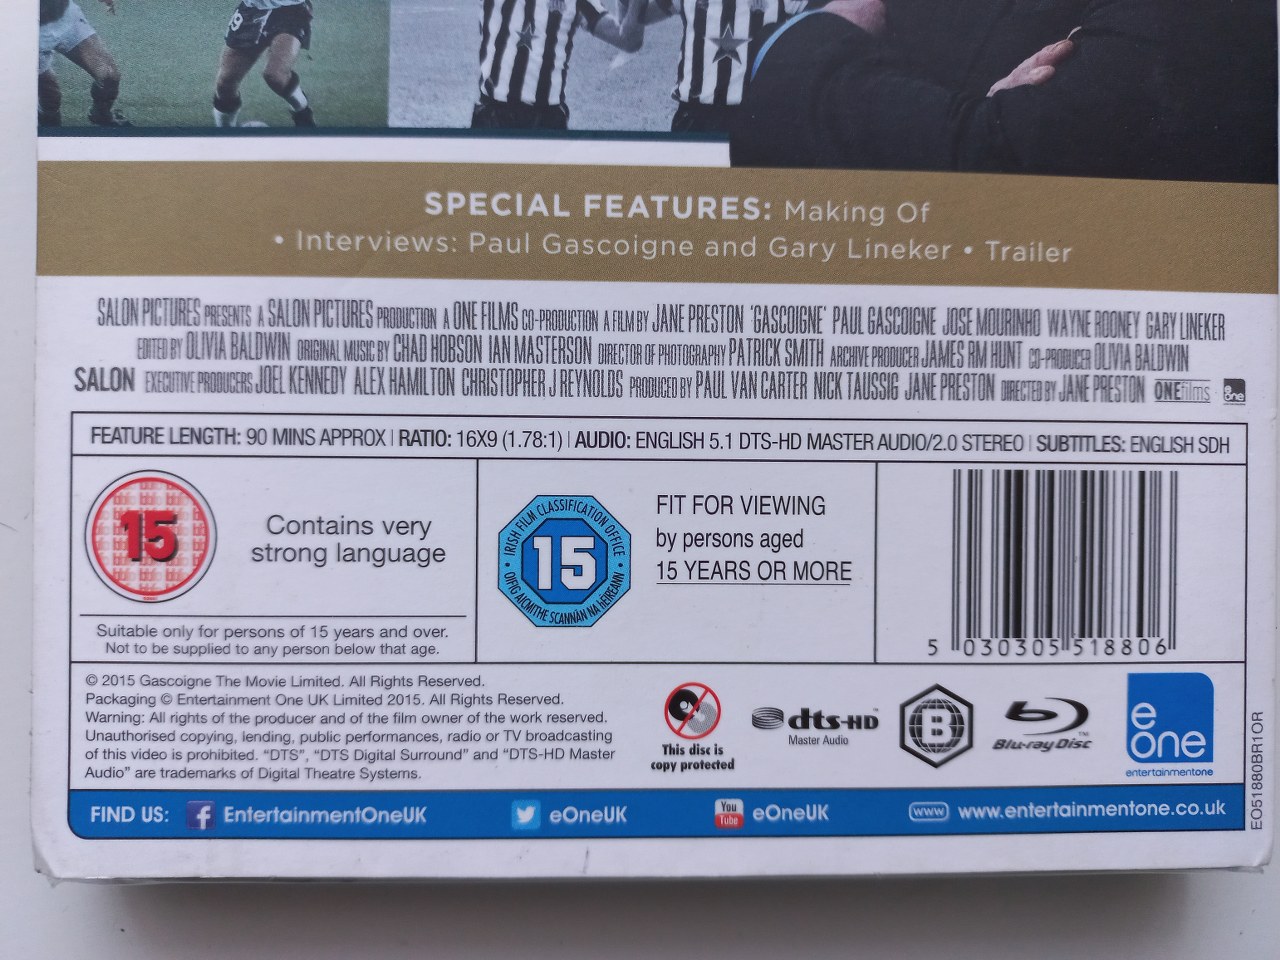 9
SPECIAL FEATURES: Making Of
• Interviews: Paul Gascoigne and Gary Lineker • Trailer
SALON PICTURES PRESENTS A SALON PICTURES PRODUCTION A ONE FILMS CO-PRODUCTION A FILM BY JANE PRESTON 'GASCOIGNE' PAUL GASCOIGNE JOSE MOURINHO WAYNE ROONEY GARY LINEKER
EDITED BY OLIVIA BALDWIN ORIGINAL MUSIC BY CHAD HOBSON IAN MASTERSON DIRECTOR OF PHOTOGRAPHY PATRICK SMITH ARCHIVE PRODUCER JAMES RM HUNT CO-PRODUCER OLIVIA BALDWIN
SALON EXECUTIVE PRODUCERS JOEL KENNEDY ALEX HAMILTON CHRISTOPHER J REYNOLDS PRODUCED BY PAUL VAN CARTER NICK TAUSSIG JANE PRESTON DIRECTED BY JANE PRESTON ONEfilms e one
FEATURE LENGTH: 90 MINS APPROX | RATIO: 16X9 (1.78:1) | AUDIO: ENGLISH 5.1 DTS-HD MASTER AUDIO/2.0 STEREO | SUBTITLES: ENGLISH SDH
15
Contains very
strong language
Suitable only for persons of 15 years and over.
Not to be supplied to any person below that age.
IRISH FILM CLASSIFICATION OFFICE
15
• OIFIG AICMITHE SCANNÁN NA HÉIREANN •
FIT FOR VIEWING
by persons aged
15 YEARS OR MORE
5 030305 518806
© 2015 Gascoigne The Movie Limited. All Rights Reserved.
Packaging © Entertainment One UK Limited 2015. All Rights Reserved.
Warning: All rights of the producer and of the film owner of the work reserved.
Unauthorised copying, lending, public performances, radio or TV broadcasting
of this video is prohibited. “DTS”, “DTS Digital Surround” and “DTS-HD Master
Audio” are trademarks of Digital Theatre Systems.
This disc is
copy protected
dts-HD™
Master Audio
B
Blu-ray Disc™
e
one
entertainmentone
FIND US: f EntertainmentOneUK eOneUK You Tube eOneUK www www.entertainmentone.co.uk
EO51880BR1OR